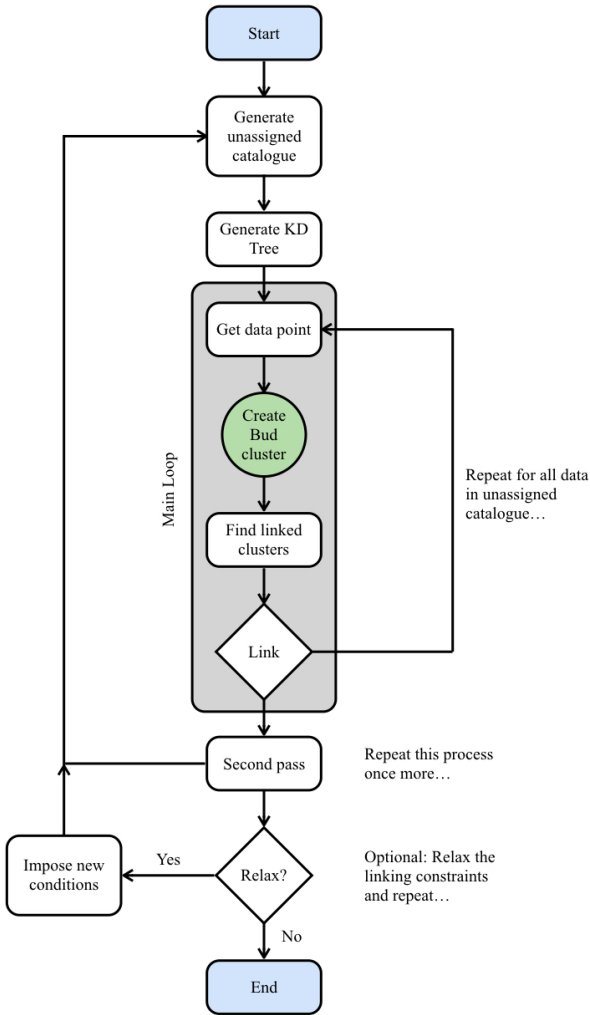 Start
Generate
unassigned
catalogue
Generate KD
Tree
Get data point
Create
Bud
cluster
Main Loop
Repeat for all data
in unassigned
catalogue…
Find linked
clusters
Link
Second pass
Repeat this process
once more…
Impose new
conditions
Yes
Relax?
Optional: Relax the
linking constraints
and repeat…
No
End